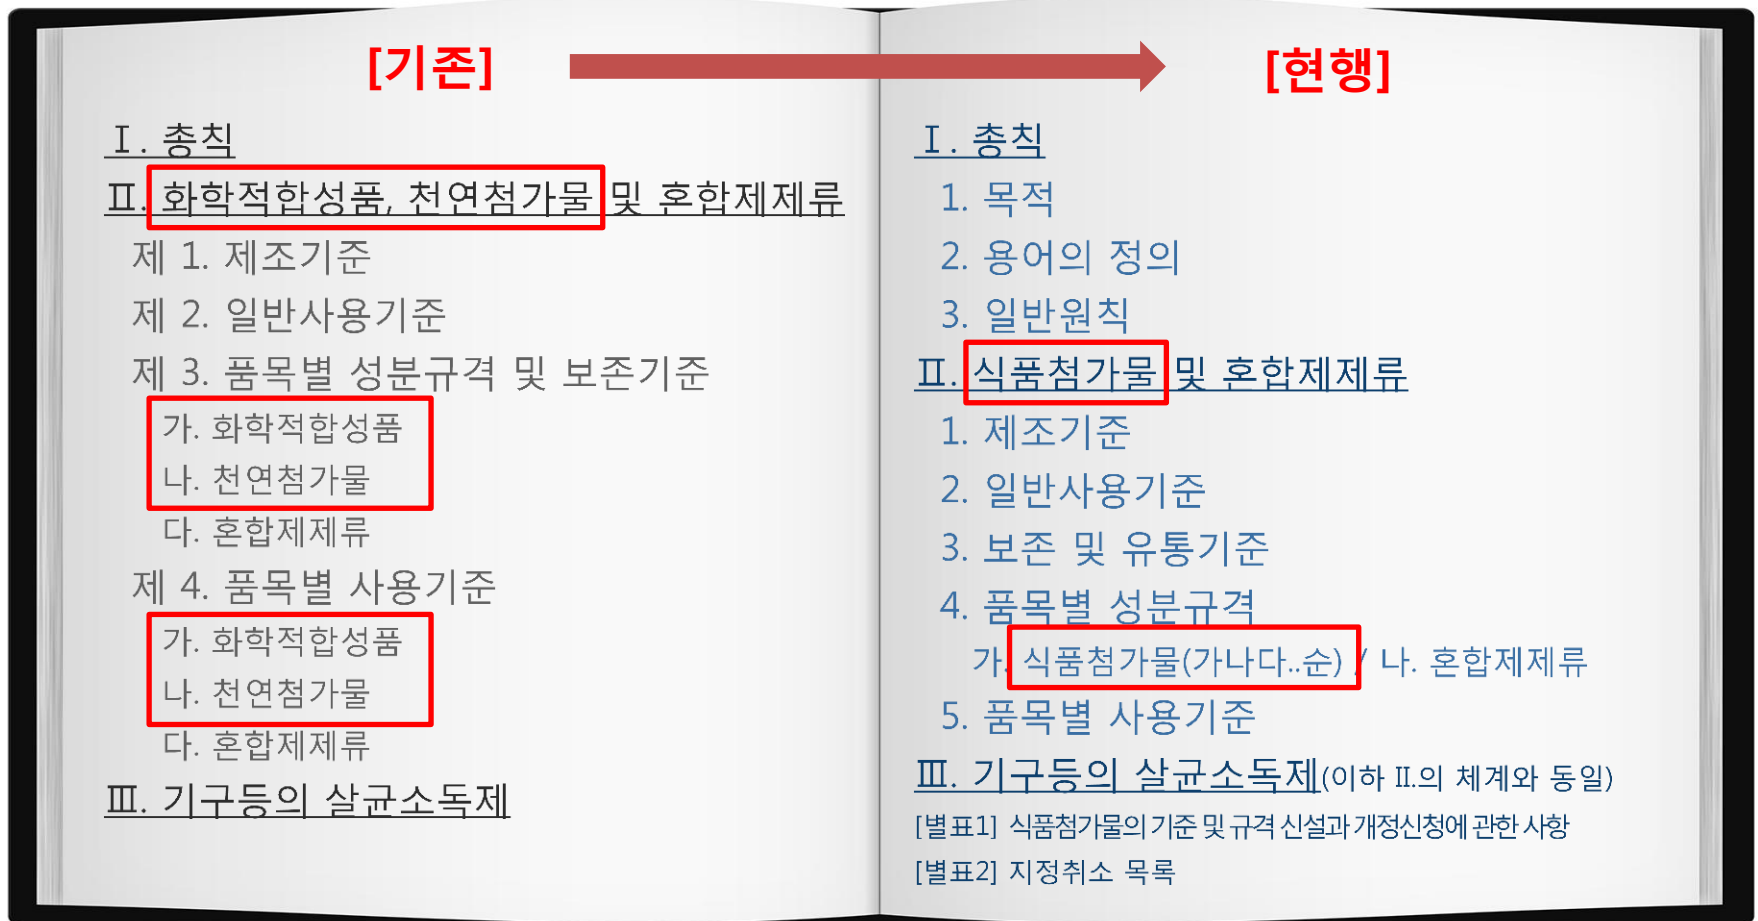 [기존]
Ⅰ. 총칙
Ⅱ. 화학적합성품, 천연첨가물 및 혼합제제류
제 1. 제조기준
제 2. 일반사용기준
제 3. 품목별 성분규격 및 보존기준
가. 화학적합성품
나. 천연첨가물
다. 혼합제제류
제 4. 품목별 사용기준
가. 화학적합성품
나. 천연첨가물
다. 혼합제제류
Ⅲ. 기구등의 살균소독제
[현행]
Ⅰ. 총칙
1. 목적
2. 용어의 정의
3. 일반원칙
Ⅱ. 식품첨가물 및 혼합제제류
1. 제조기준
2. 일반사용기준
3. 보존 및 유통기준
4. 품목별 성분규격
가. 식품첨가물(가나다..순) / 나. 혼합제제류
5. 품목별 사용기준
Ⅲ. 기구등의 살균소독제(이하 Ⅱ.의 체계와 동일)
[별표1] 식품첨가물의 기준 및 규격 신설과 개정신청에 관한 사항
[별표2] 지정취소 목록